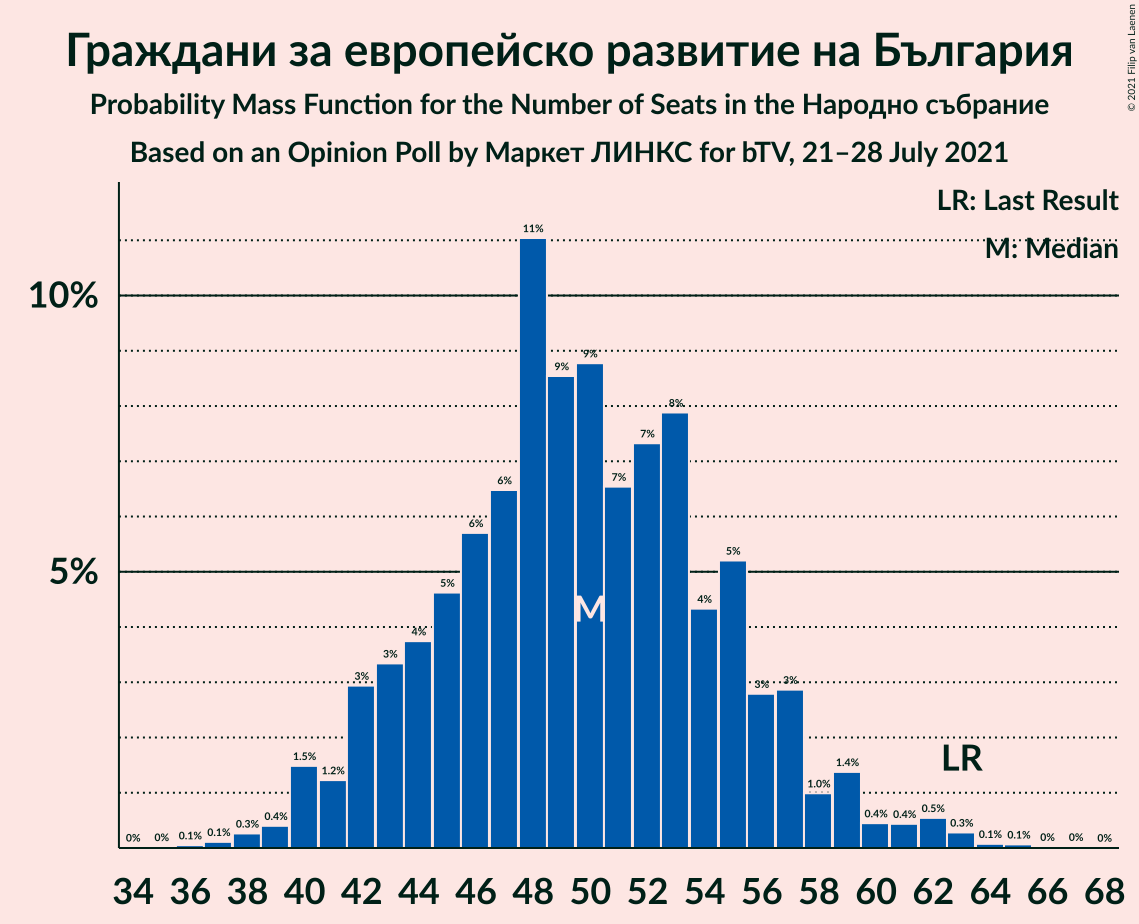 Граждани за европейско развитие на България
Probability Mass Function for the Number of Seats in the Народно събрание
Based on an Opinion Poll by Маркет ЛИНКС for bTV, 21–28 July 2021
© 2021 Filip van Laenen
LR: Last Result
M: Median
10%
5%
0% 0% 0.1% 0.1% 0.3% 0.4% 1.5% 1.2% 3% 3% 4% 5% 6% 6% 11% 9% 9% 7% 7% 8% 4% 5% 3% 3% 1.0% 1.4% 0.4% 0.4% 0.5% 0.3% 0.1% 0.1% 0% 0% 0%
M
LR
34 36 38 40 42 44 46 48 50 52 54 56 58 60 62 64 66 68